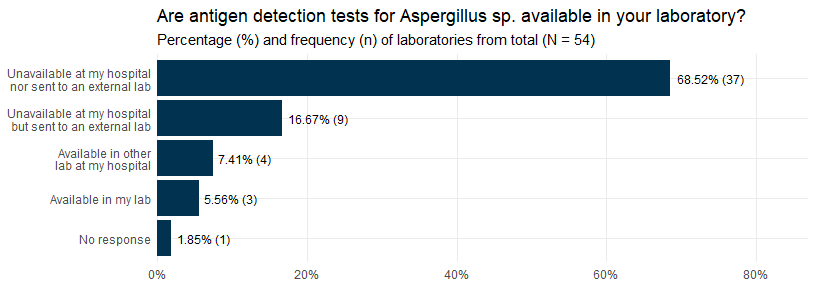 Are antigen detection tests for Aspergillus sp. available in your laboratory?
Percentage (%) and frequency (n) of laboratories from total (N = 54)
Unavailable at my hospital
nor sent to an external lab
68.52% (37)
Unavailable at my hospital
but sent to an external lab
16.67% (9)
Available in other
lab at my hospital
7.41% (4)
Available in my lab
5.56% (3)
No response
1.85% (1)
0%
20%
40%
60%
80%